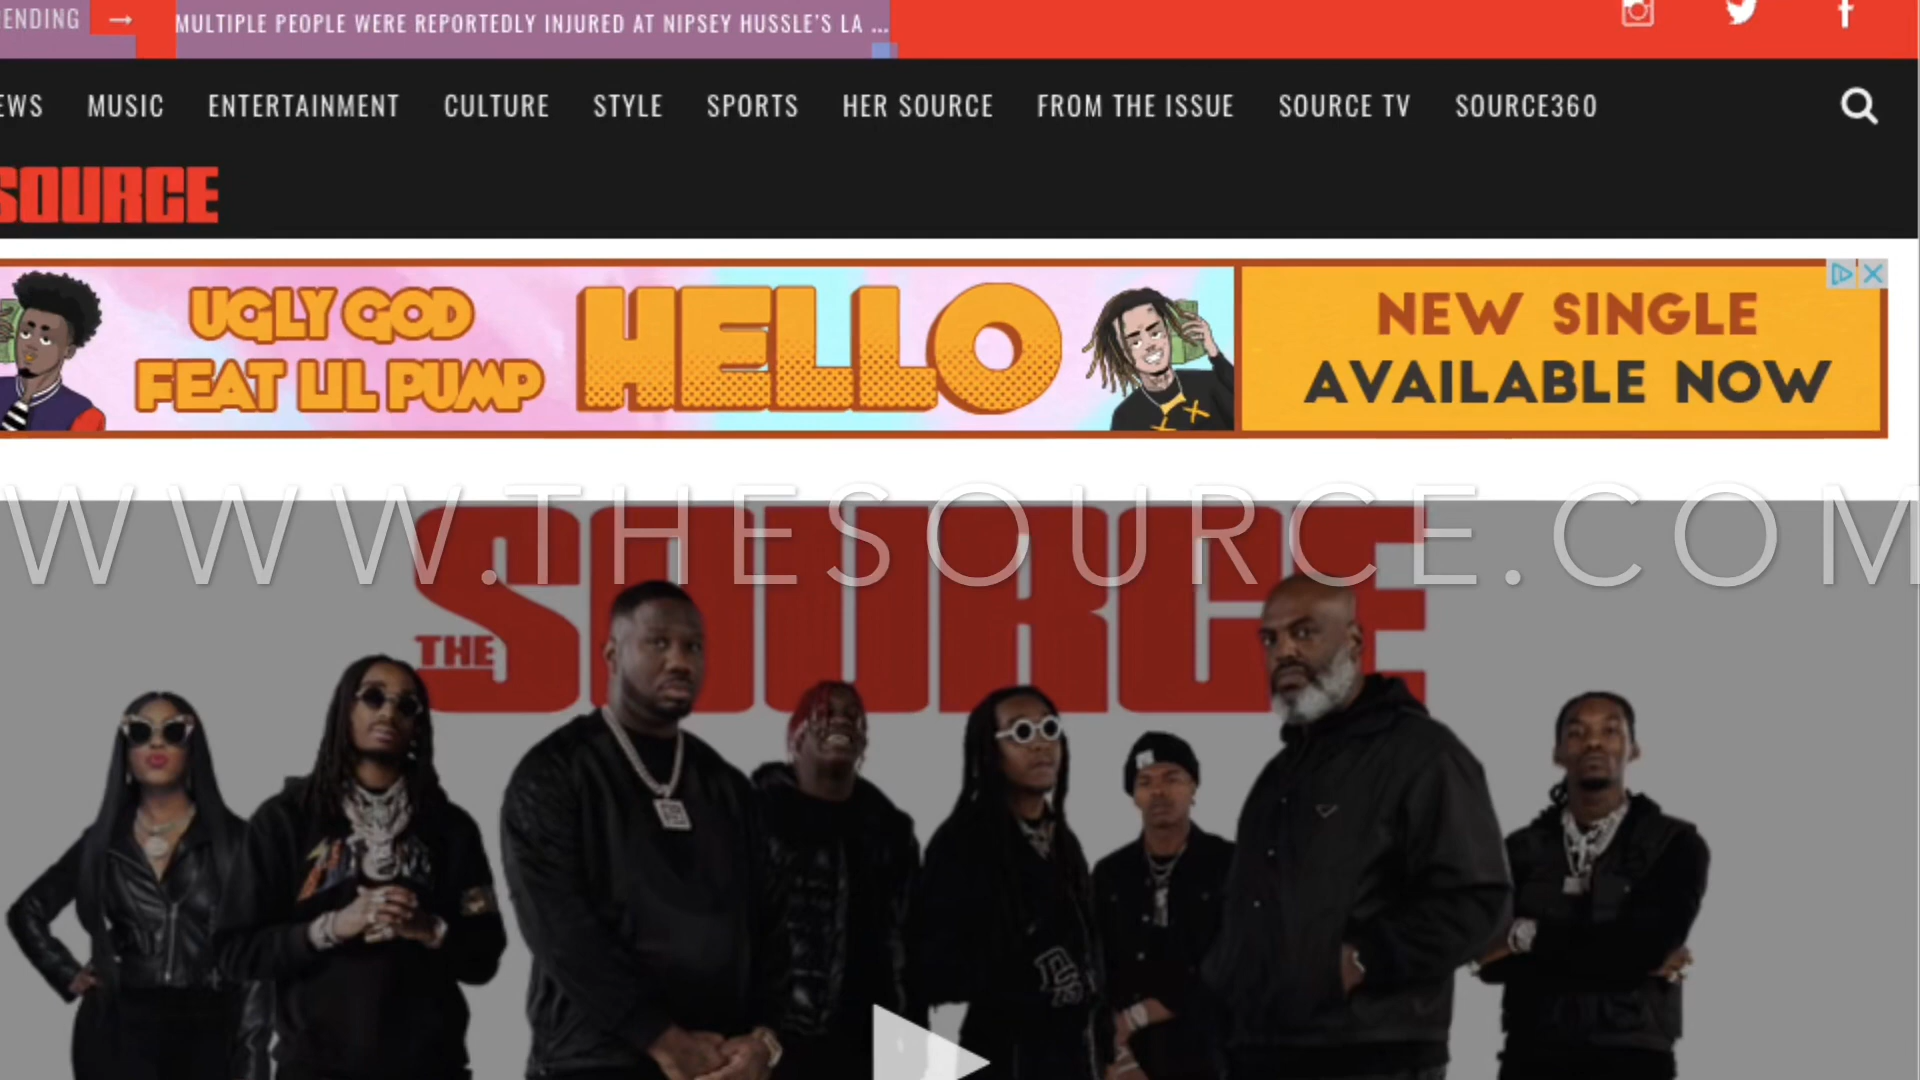 ENDING → MULTIPLE PEOPLE WERE REPORTEDLY INJURED AT NIPSEY HUSSLE'S LA ...
EWS MUSIC ENTERTAINMENT CULTURE STYLE SPORTS HER SOURCE FROM THE ISSUE SOURCE TV SOURCE360
SOURCE
UGLY GOD
FEAT LIL PUMP
HELLO
NEW SINGLE
AVAILABLE NOW
WWW.THESOURCE.COM
THE SOURCE